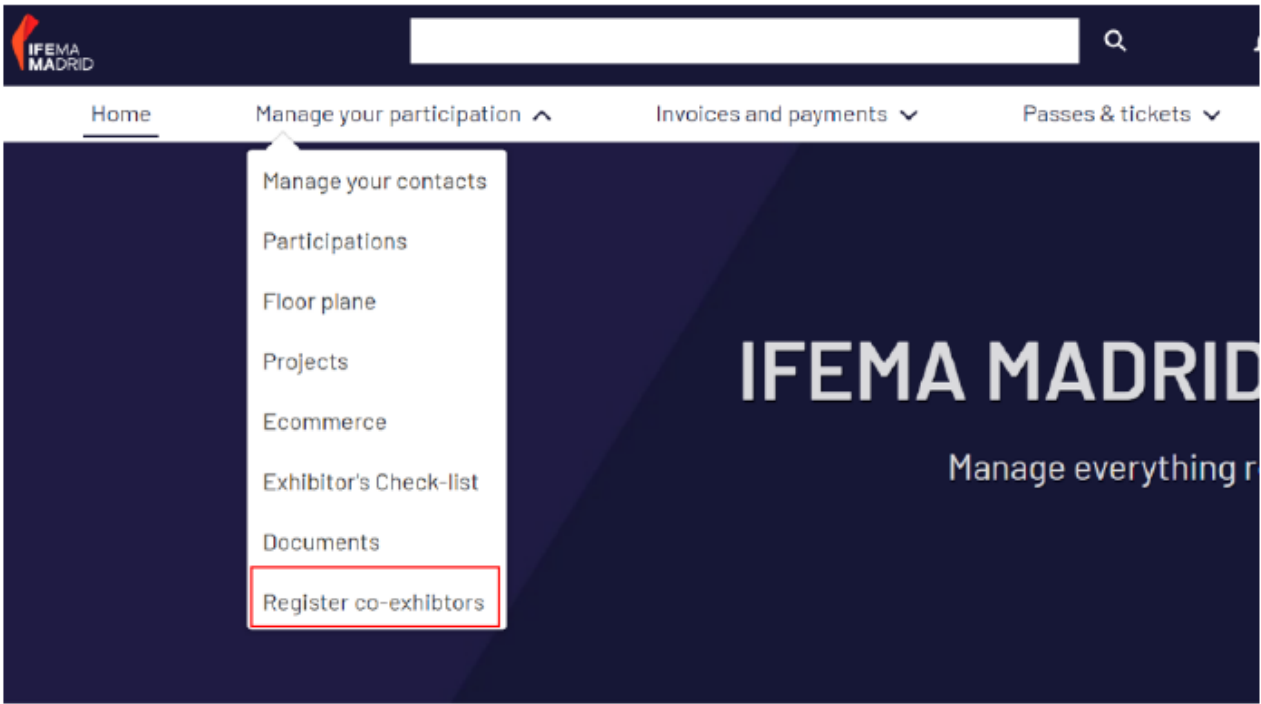 IFEMA
MADRID
Home
Manage your participation
Invoices and payments
Passes & tickets
Manage your contacts
Participations
Floor plane
Projects
Ecommerce
Exhibitor's Check-list
Documents
Register co-exhibtors
IFEMA MADRID
Manage everything r